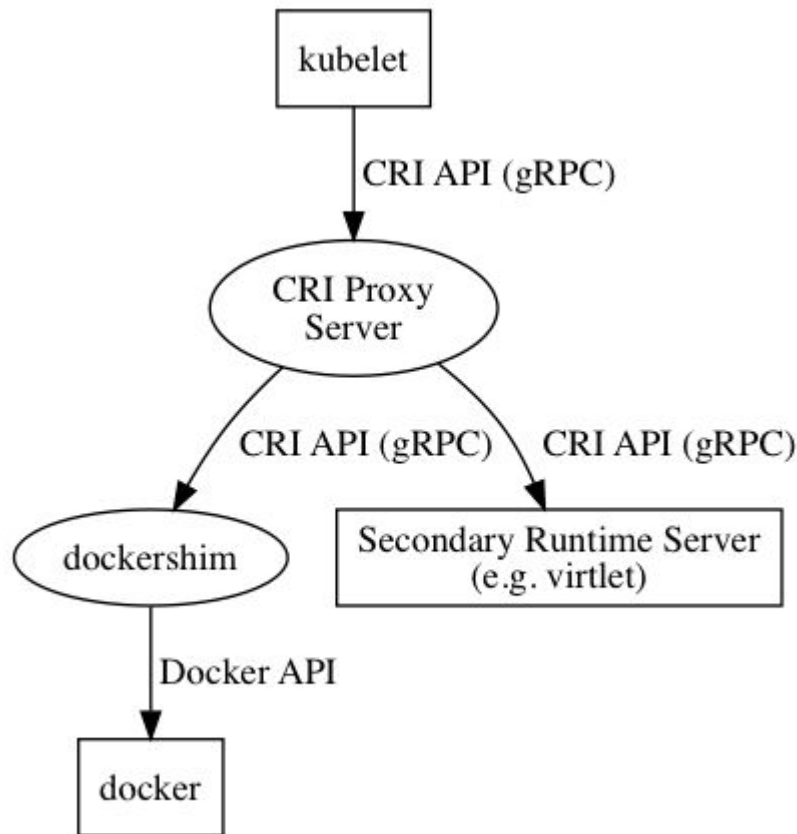 kubelet
CRI API (gRPC)
CRI Proxy
Server
CRI API (gRPC)
CRI API (gRPC)
dockershim
Secondary Runtime Server
(e.g. virtlet)
Docker API
docker